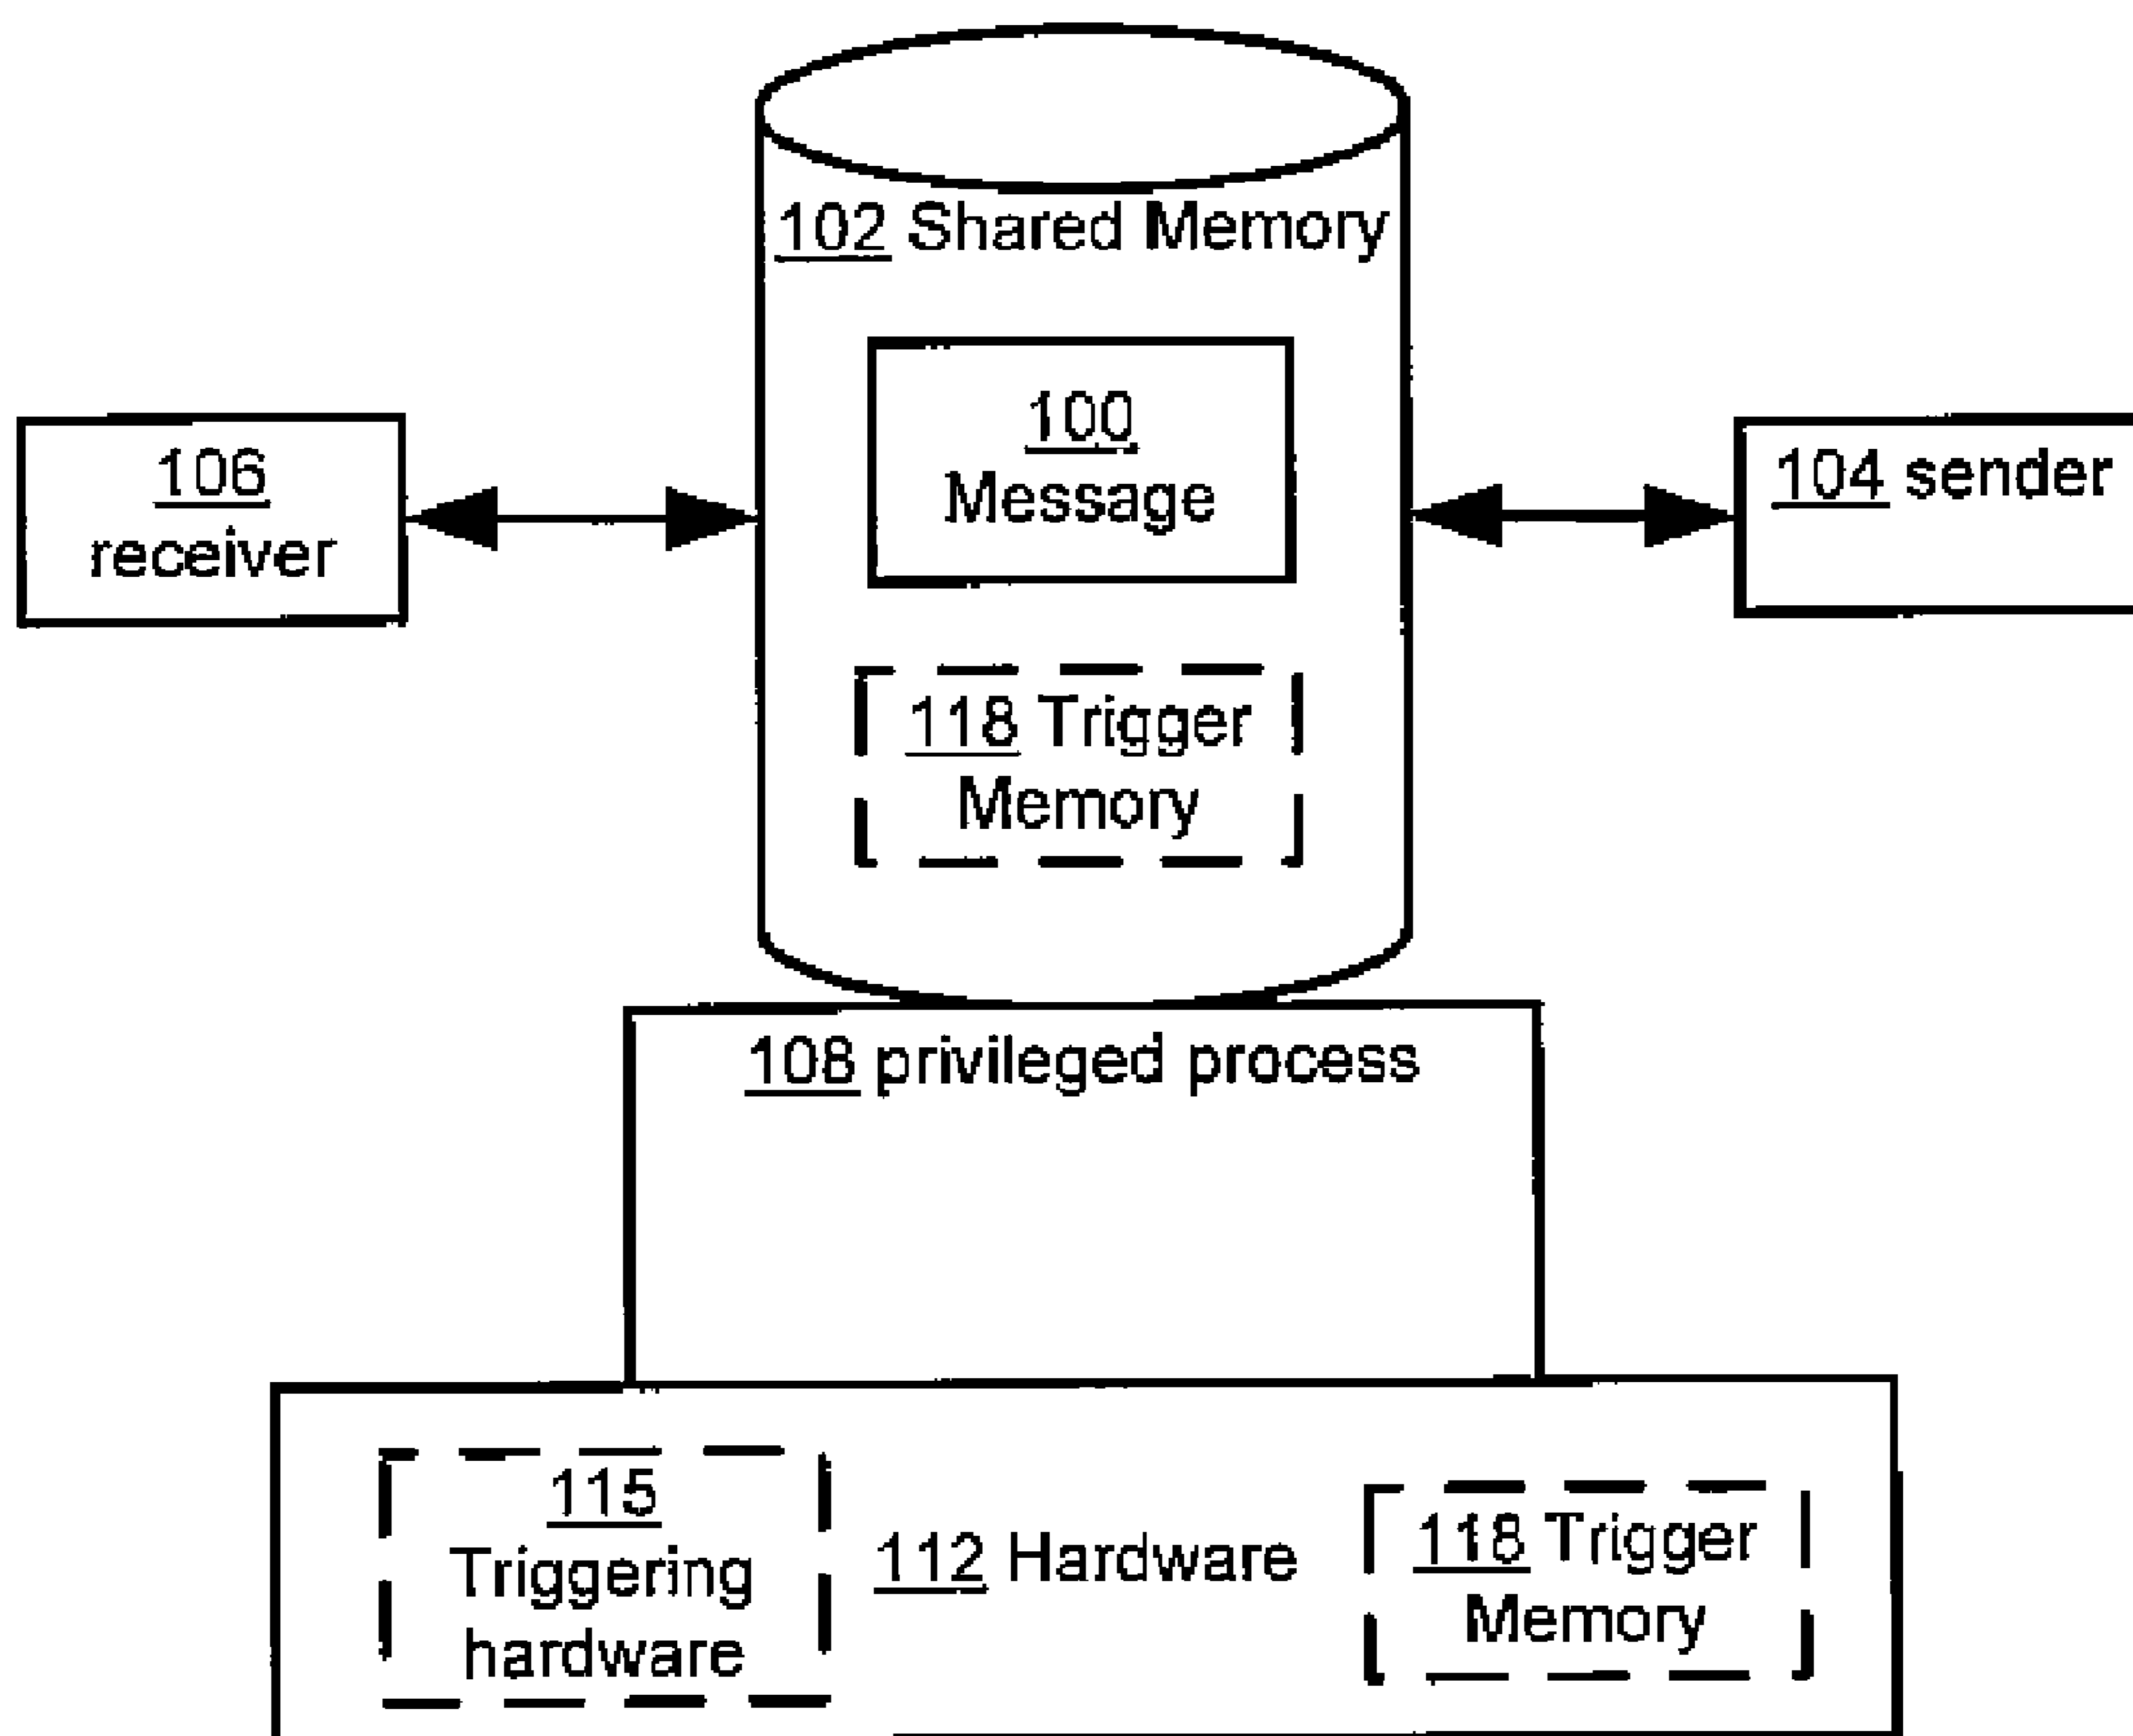 102 Shared Memory
100
Message
106
receiver
104 sender
118 Trigger
Memory
108 privileged process
115
Triggering
hardware
112 Hardware
118 Trigger
Memory